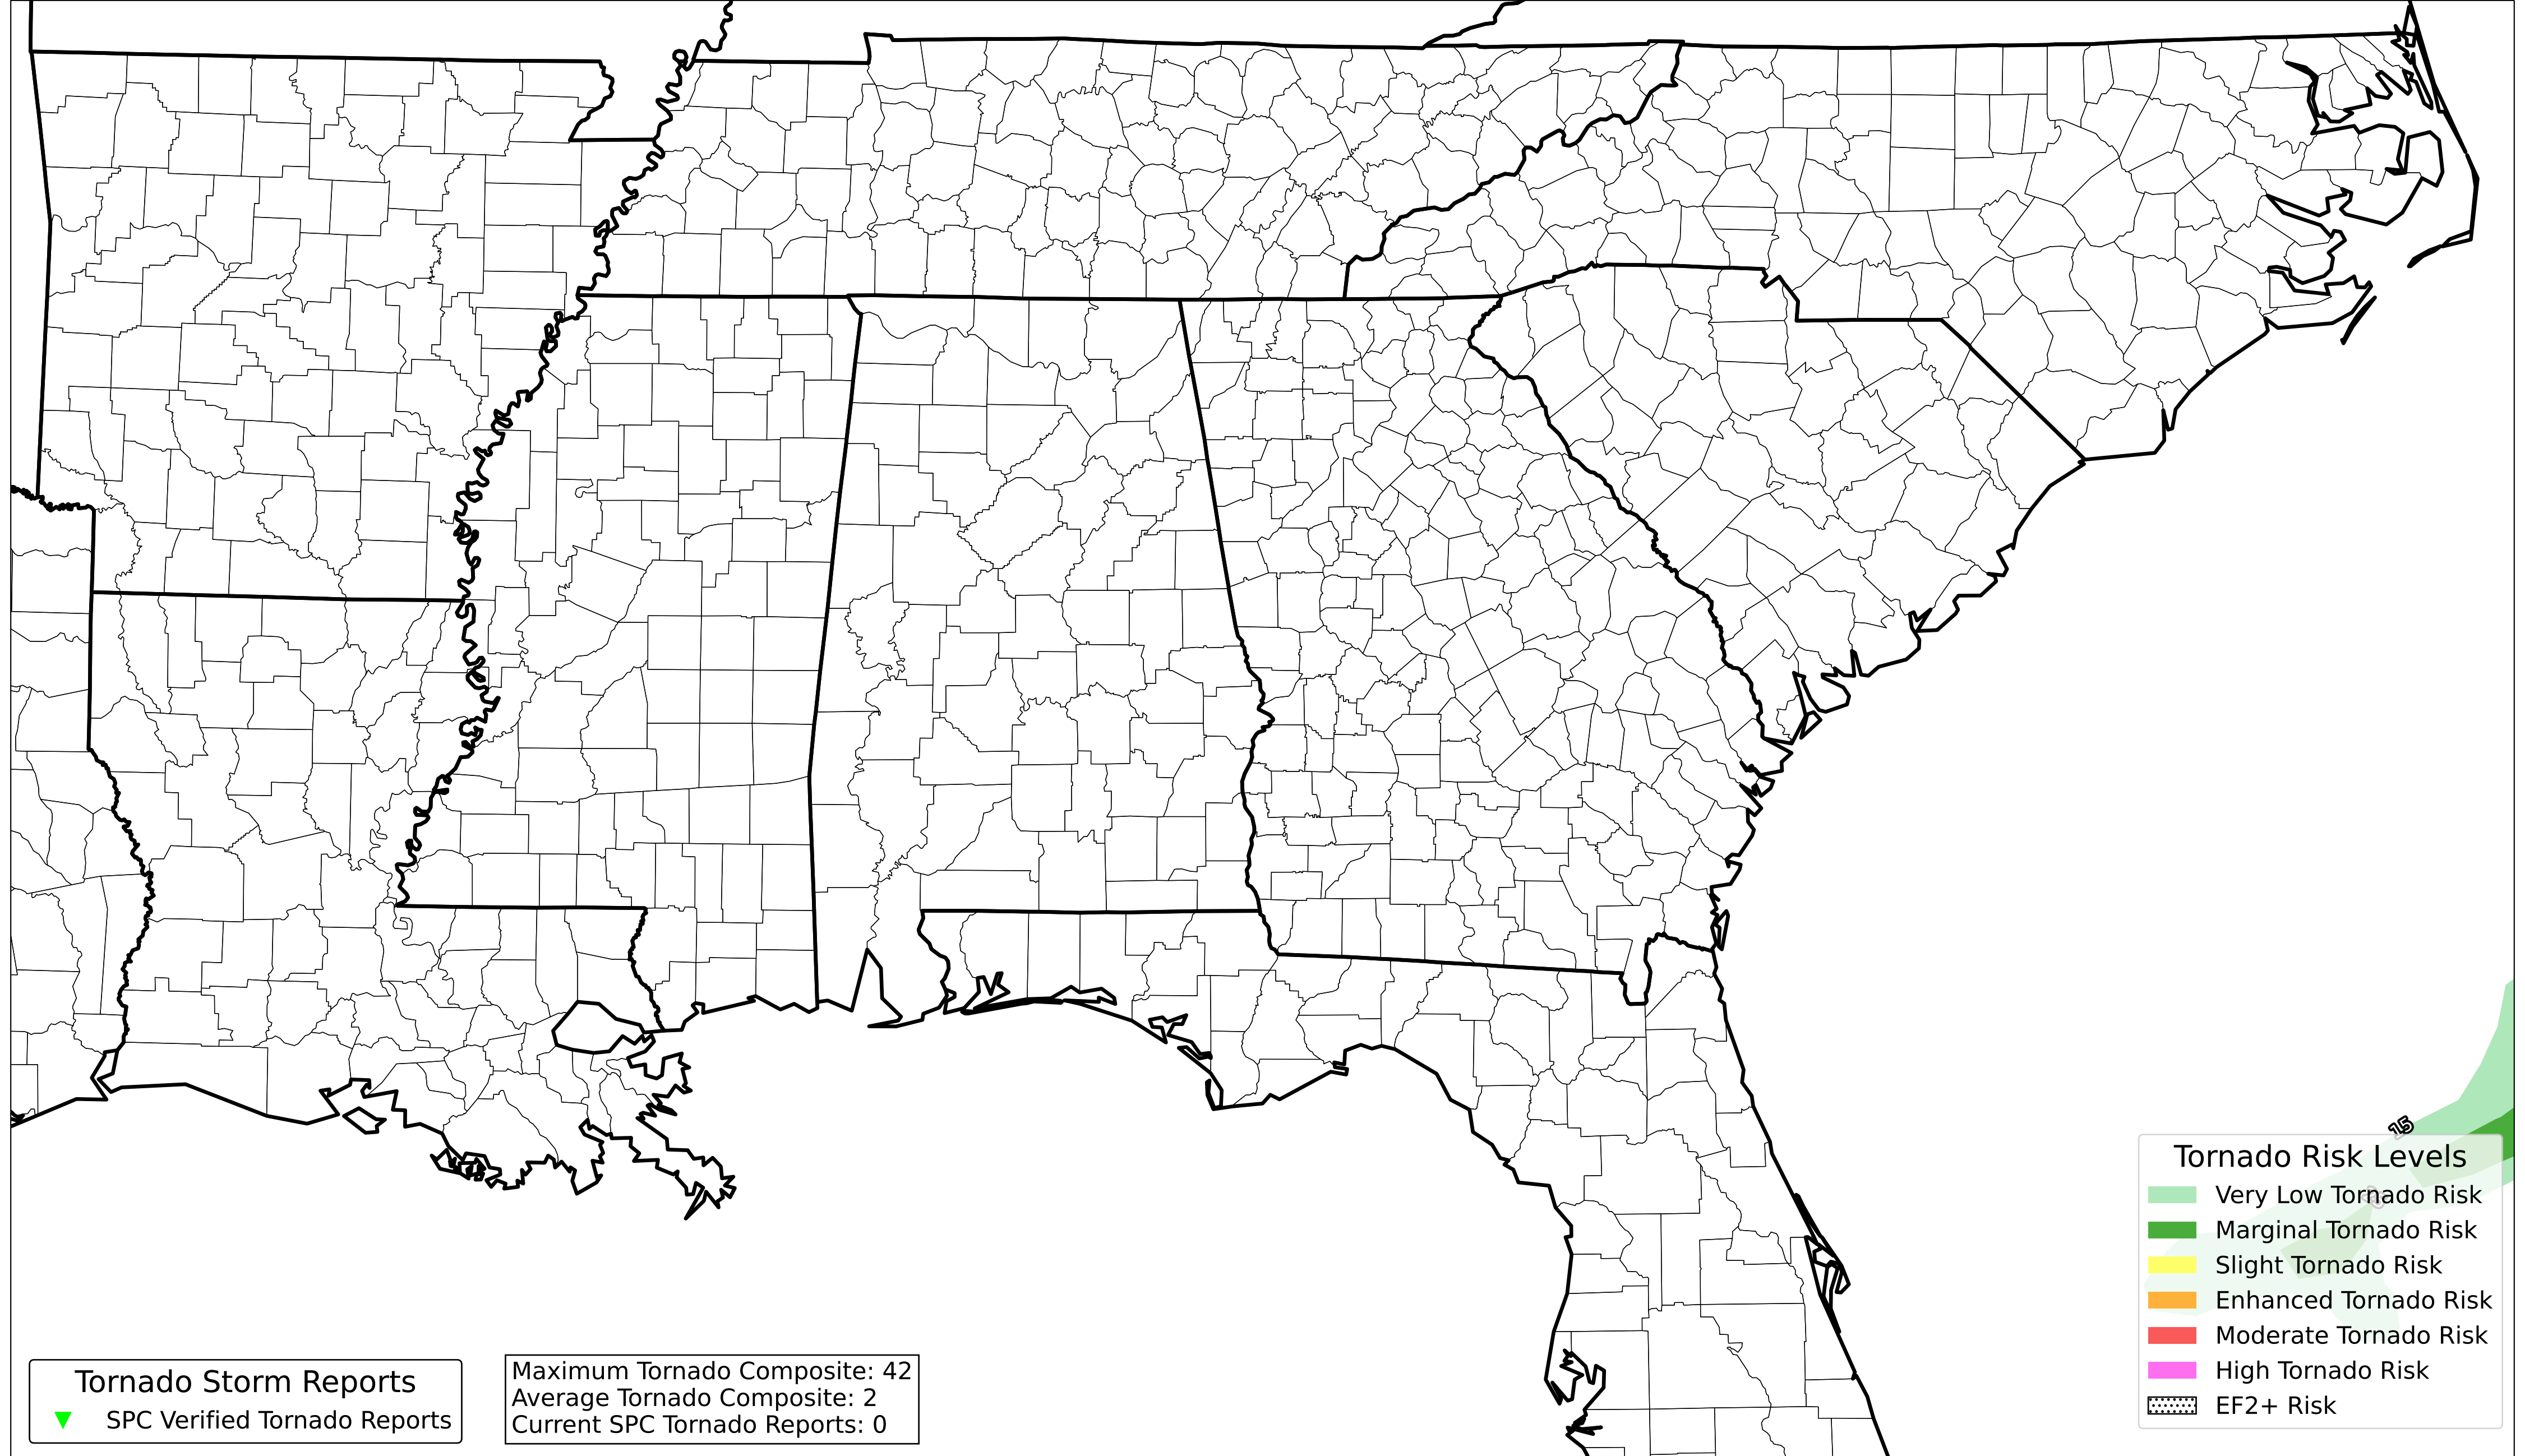 15
Tornado Risk Levels
Very Low Tornado Risk
Marginal Tornado Risk
Slight Tornado Risk
Enhanced Tornado Risk
Moderate Tornado Risk
High Tornado Risk
EF2+ Risk
Tornado Storm Reports
SPC Verified Tornado Reports
Maximum Tornado Composite: 42
Average Tornado Composite: 2
Current SPC Tornado Reports: 0